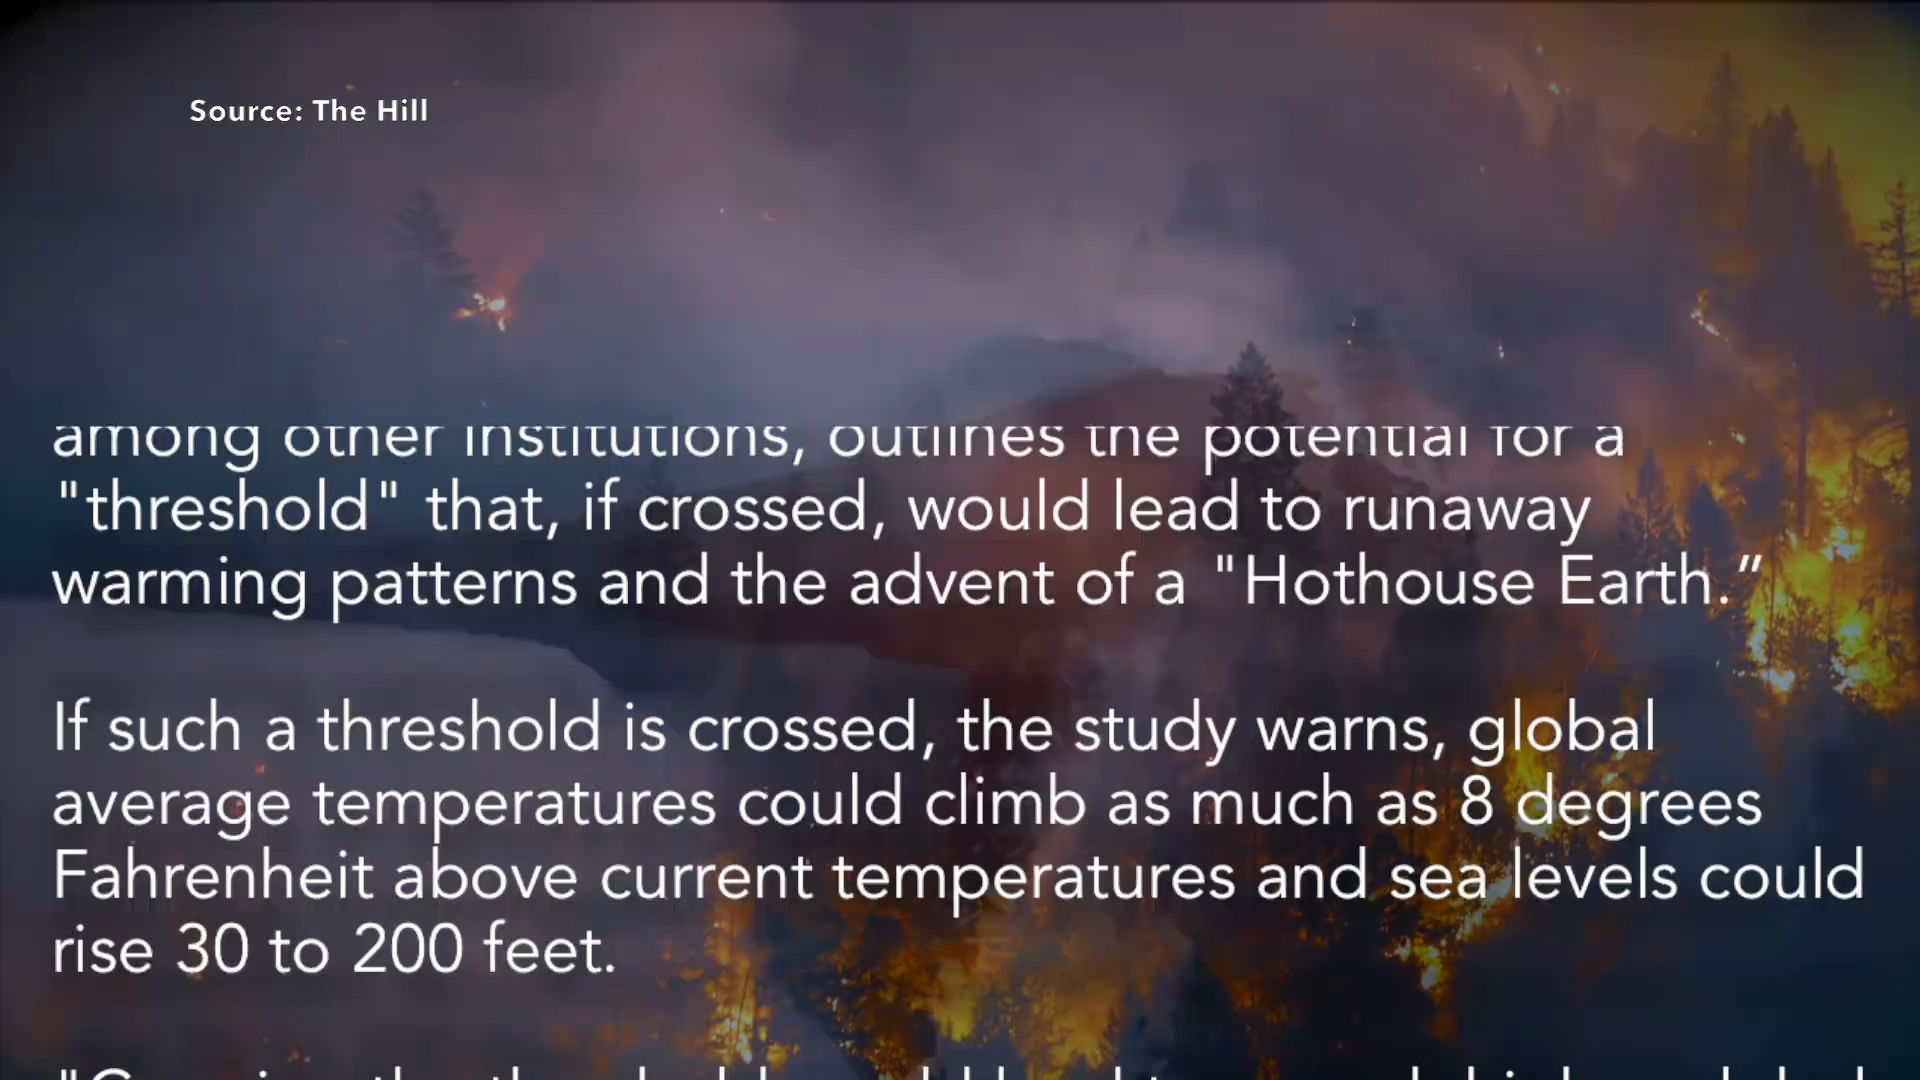 Source: The Hill
among other institutions, outlines the potential for a
"threshold" that, if crossed, would lead to runaway
warming patterns and the advent of a "Hothouse Earth.”
If such a threshold is crossed, the study warns, global
average temperatures could climb as much as 8 degrees
Fahrenheit above current temperatures and sea levels could
rise 30 to 200 feet.